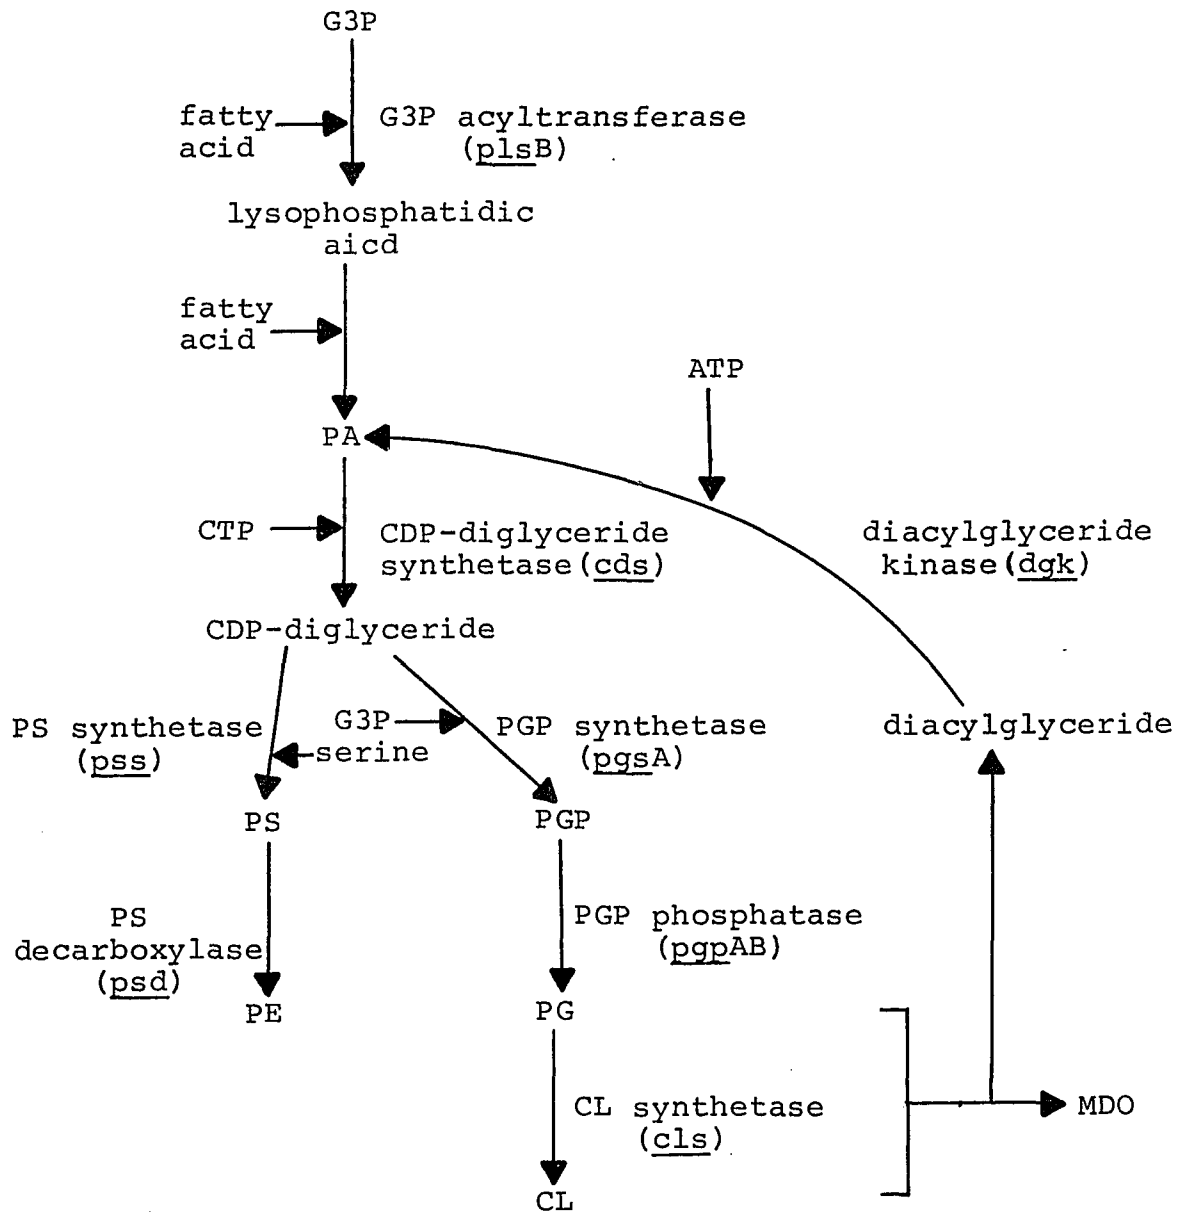 G3P
fatty
acid
G3P acyltransferase
(plsB)
lysophosphatidic
aicd
fatty
acid
ATP
PA
CTP
CDP-diglyceride
synthetase(cds)
diacylglyceride
kinase(dgk)
CDP-diglyceride
PS synthetase
(pss)
G3P
serine
PGP synthetase
(pgsA)
diacylglyceride
PS
PGP
PS
decarboxylase
(psd)
PGP phosphatase
(pgpAB)
PE
PG
CL synthetase
(cls)
MDO
CL